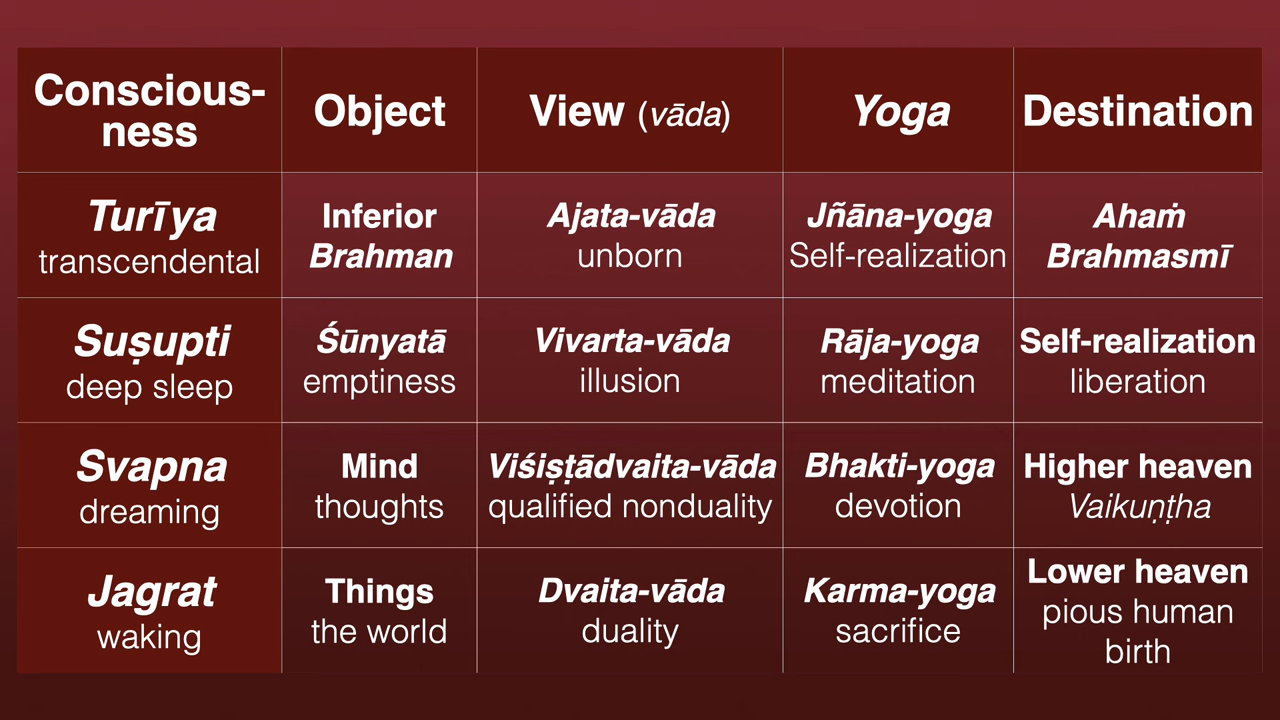 Conscious-
ness
Object
View (vāda)
Yoga
Destination
Turīya
transcendental
Inferior
Brahman
Ajata-vāda
unborn
Jñāna-yoga
Self-realization
Ahaṁ
Brahmasmī
Suṣupti
deep sleep
Śūnyatā
emptiness
Vivarta-vāda
illusion
Rāja-yoga
meditation
Self-realization
liberation
Svapna
dreaming
Mind
thoughts
Viśiṣṭādvaita-vāda
qualified nonduality
Bhakti-yoga
devotion
Higher heaven
Vaikuṇṭha
Jagrat
waking
Things
the world
Dvaita-vāda
duality
Karma-yoga
sacrifice
Lower heaven
pious human
birth